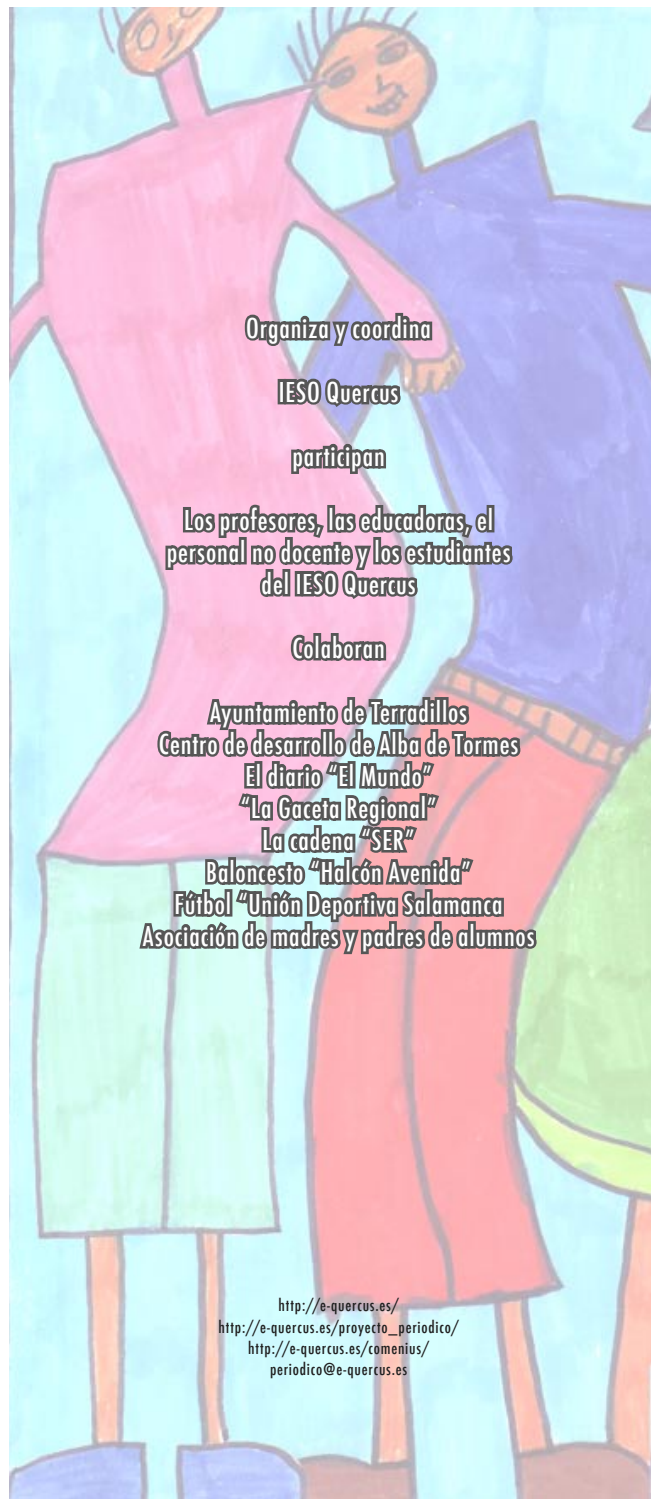 Organiza y coordina
IESO Quercus
participan
Los profesores, las educadoras, el
personal no docente y los estudiantes
del IESO Quercus
Colaboran
Ayuntamiento de Terradillos
Centro de desarrollo de Alba de Tormes
El diario “El Mundo”
“La Gaceta Regional”
La cadena “SER”
Baloncesto “Halcón Avenida”
Fútbol “Unión Deportiva Salamanca
Asociación de madres y padres de alumnos
http://e-quercus.es/
http://e-quercus.es/proyecto_periodico/
http://e-quercus.es/comenius/
periodico@e-quercus.es